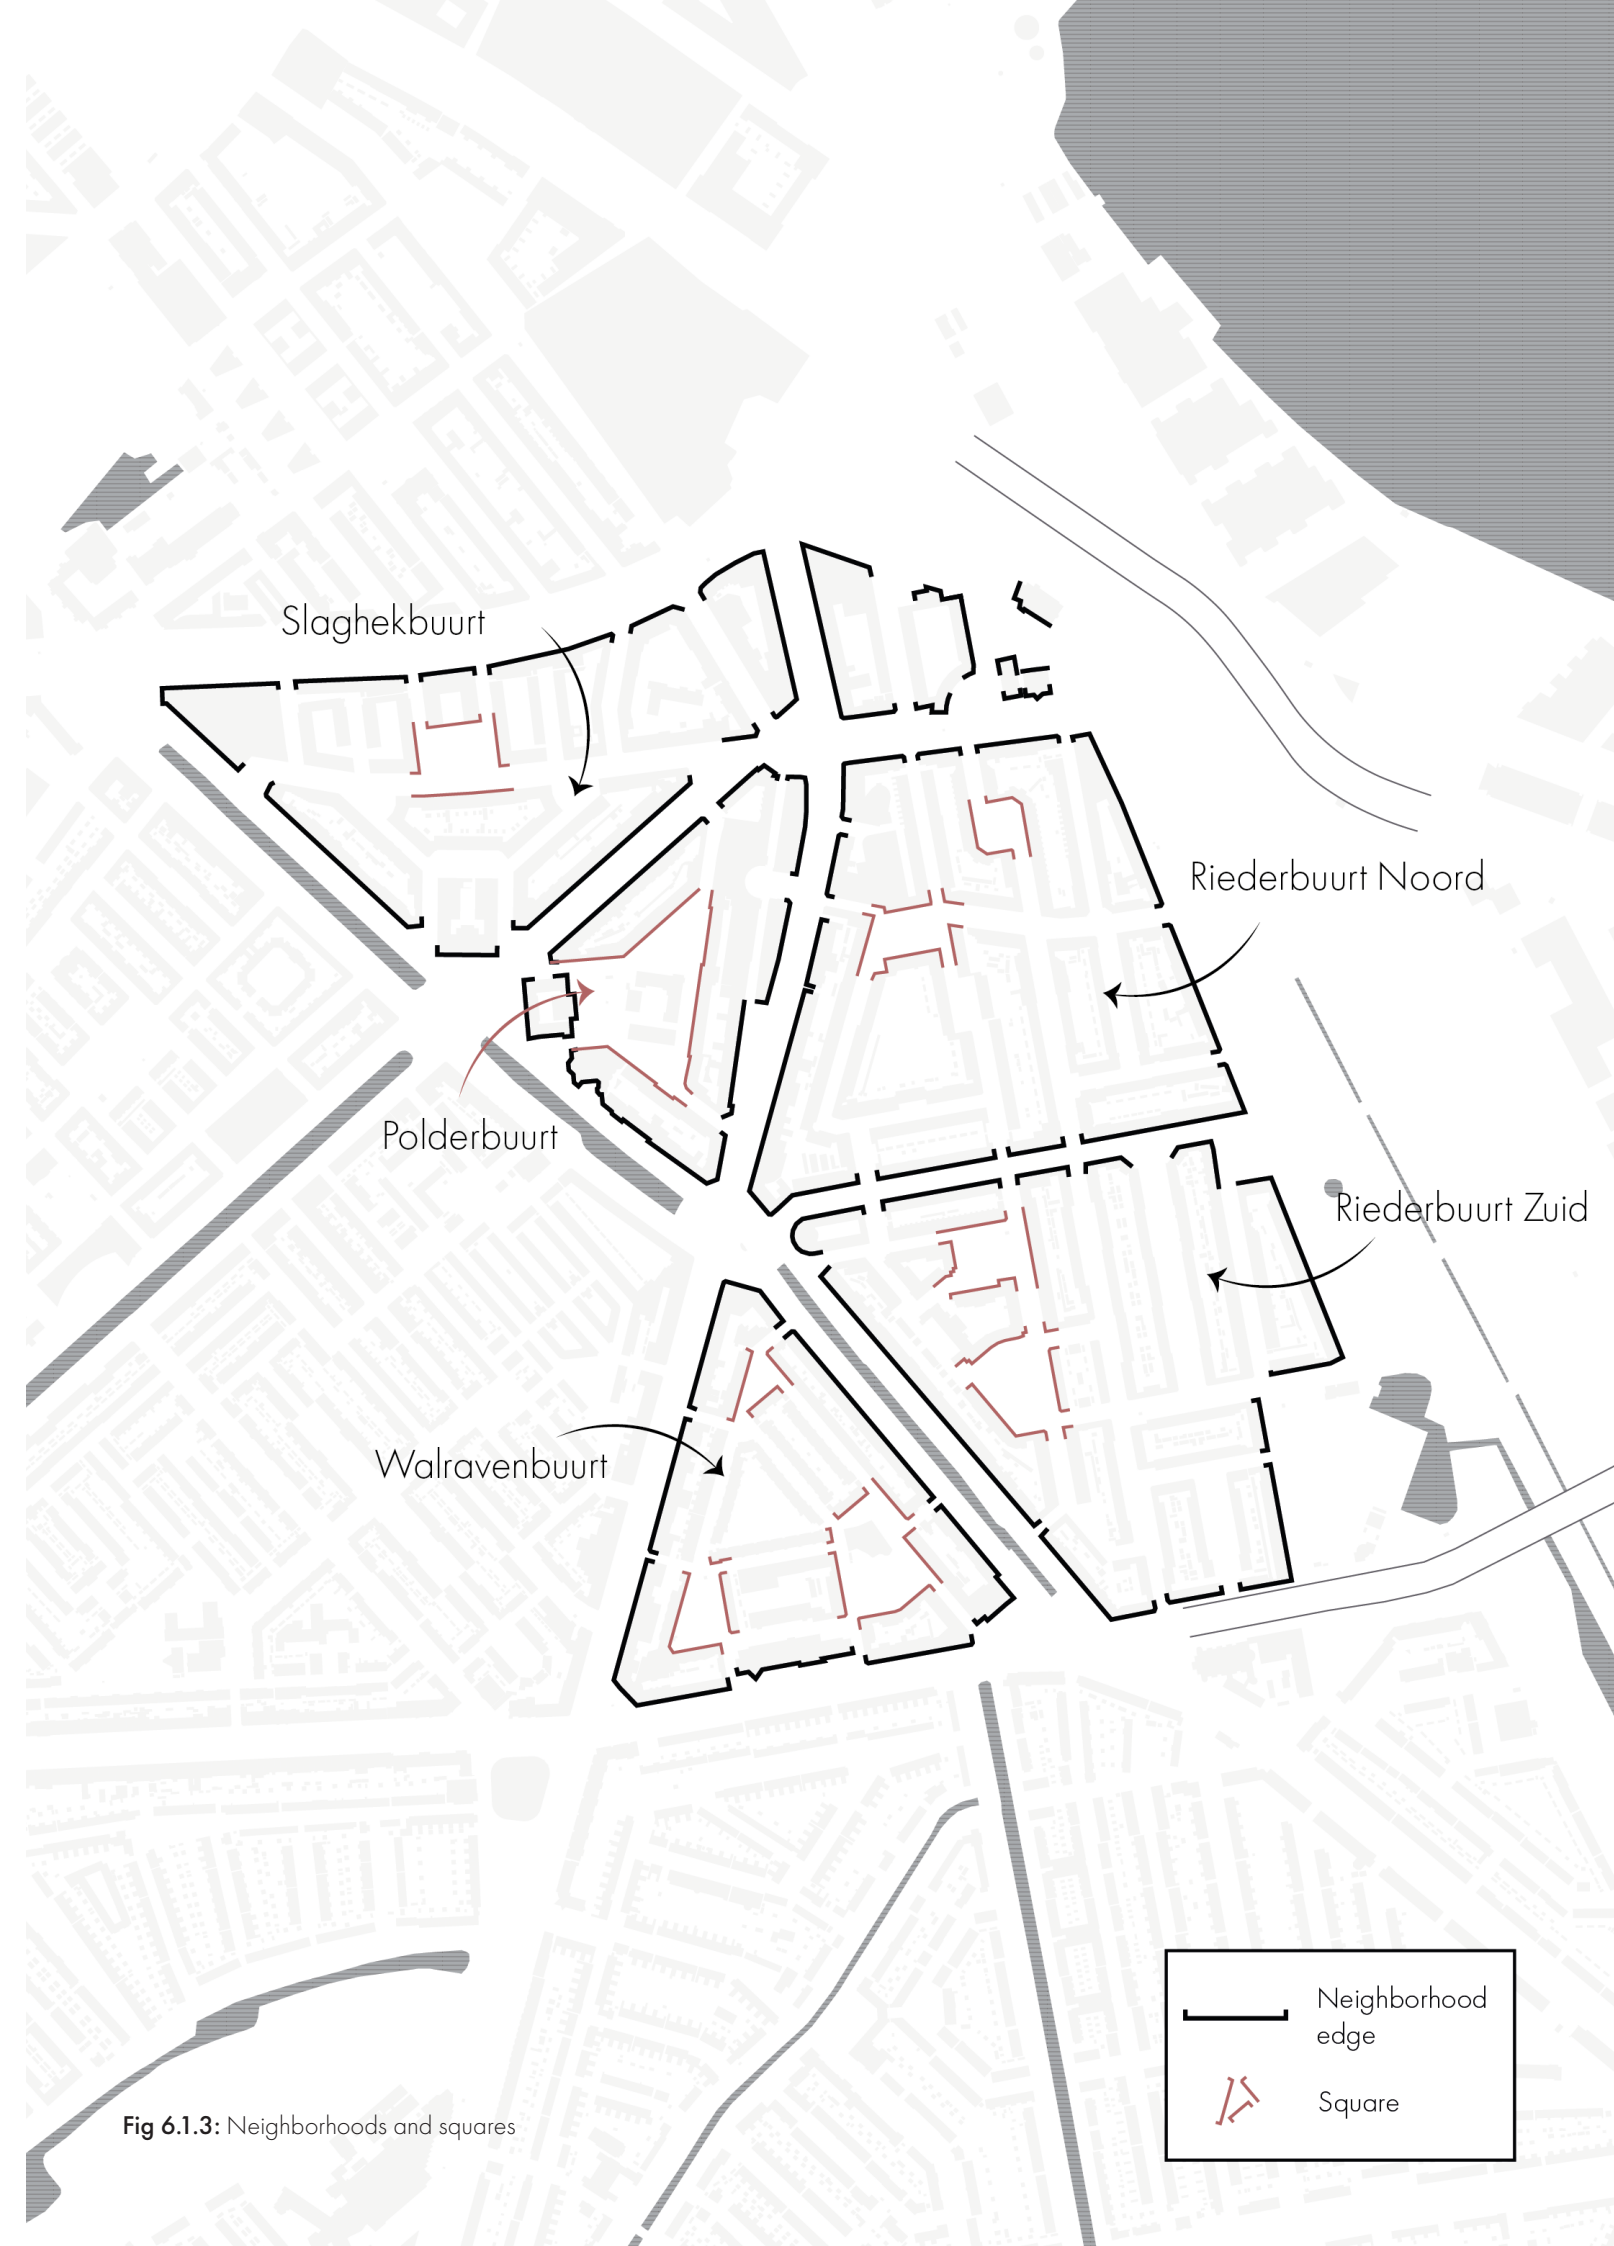 Slaghekbuurt
Riederbuurt Noord
Polderbuurt
Riederbuurt Zuid
Walravenbuurt
Neighborhood
edge
Square
Fig 6.1.3: Neighborhoods and squares